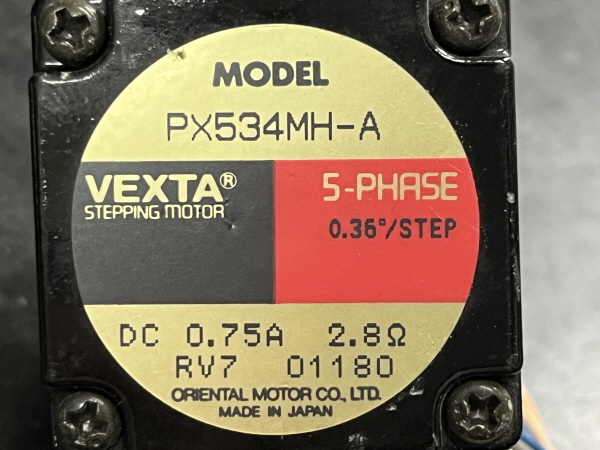 MODEL
PX534MH-A
VEXTA® 5-PHASE
STEPPING MOTOR 0.36°/STEP
DC 0.75A 2.8Ω
RV7 01180
ORIENTAL MOTOR CO., LTD.
MADE IN JAPAN